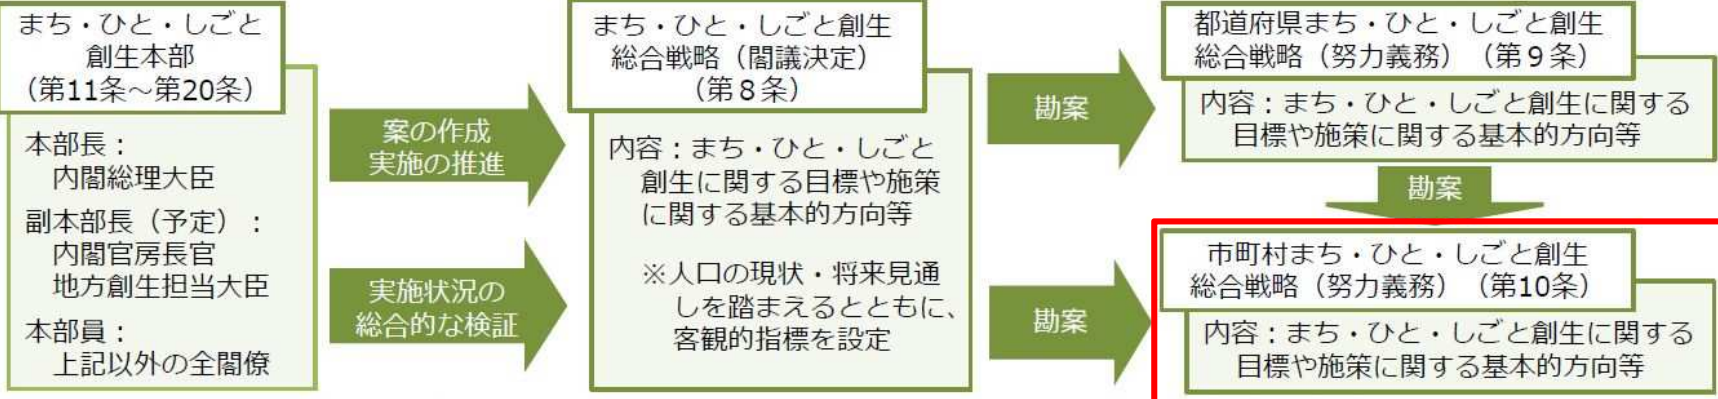 まち・ひと・しごと
創生本部
(第11条～第20条)
本部長：
内閣総理大臣
副本部長（予定）：
内閣官房長官
地方創生担当大臣
本部員：
上記以外の全閣僚
案の作成
実施の推進
実施状況の
総合的な検証
まち・ひと・しごと創生
総合戦略（閣議決定）
（第８条）
内容：まち・ひと・しごと
創生に関する目標や施策
に関する基本的方向等
※人口の現状・将来見通
しを踏まえるとともに、
客観的指標を設定
勘案
勘案
都道府県まち・ひと・しごと創生
総合戦略（努力義務）（第９条）
内容：まち・ひと・しごと創生に関する
目標や施策に関する基本的方向等
勘案
市町村まち・ひと・しごと創生
総合戦略（努力義務）（第10条）
内容：まち・ひと・しごと創生に関する
目標や施策に関する基本的方向等